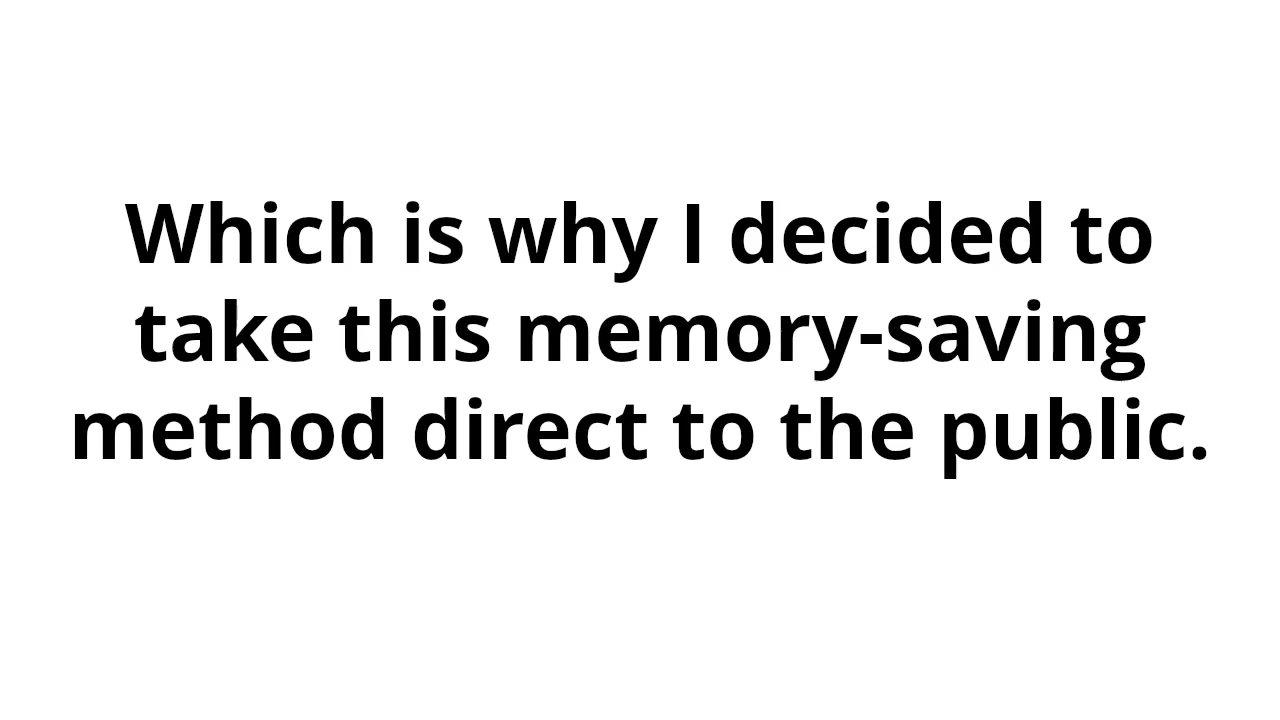 Which is why I decided to
take this memory-saving
method direct to the public.